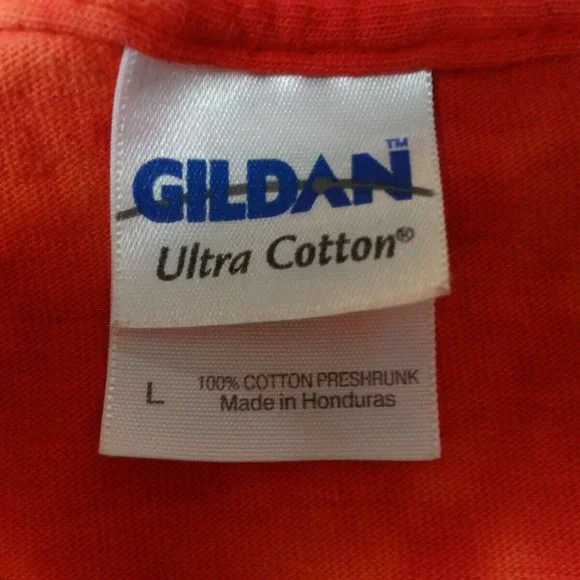 GILDAN™
Ultra Cotton®
L
100% COTTON PRESHRUNK
Made in Honduras